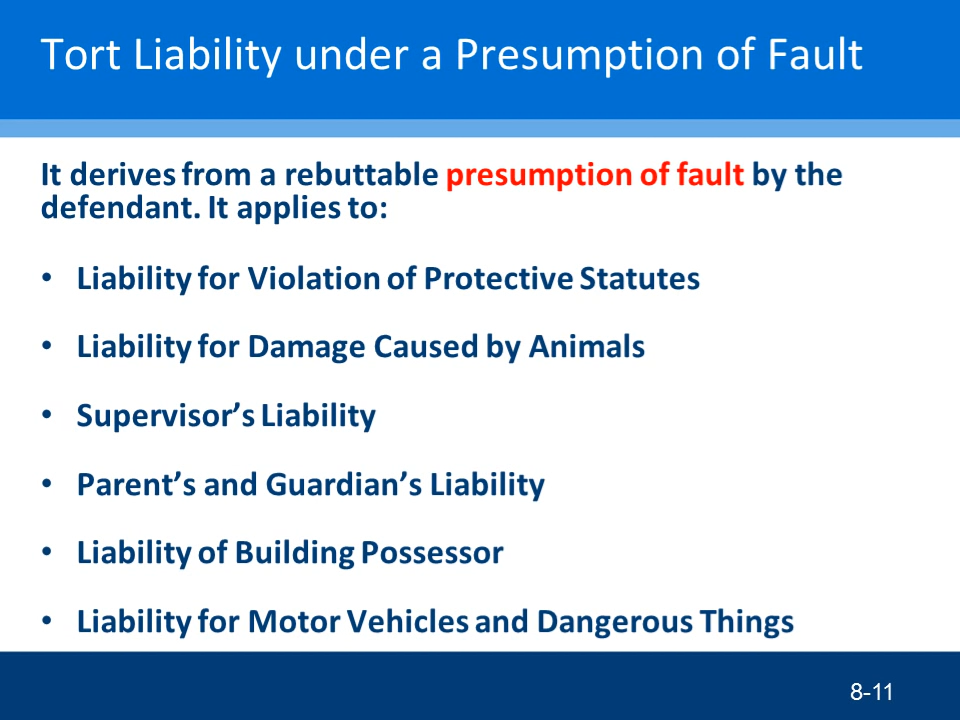 Tort Liability under a Presumption of Fault
It derives from a rebuttable presumption of fault by the
defendant. It applies to:
• Liability for Violation of Protective Statutes
• Liability for Damage Caused by Animals
• Supervisor’s Liability
• Parent’s and Guardian’s Liability
• Liability of Building Possessor
• Liability for Motor Vehicles and Dangerous Things
8-11